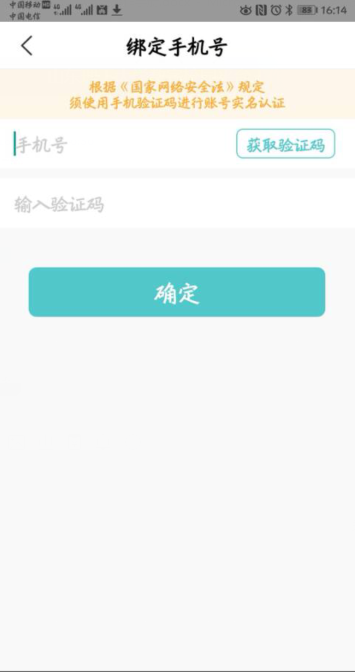 中国移动 HD 4G 4G 16:14
中国电信
绑定手机号
根据《国家网络安全法》规定
须使用手机验证码进行账号实名认证
手机号 获取验证码
输入验证码
确定